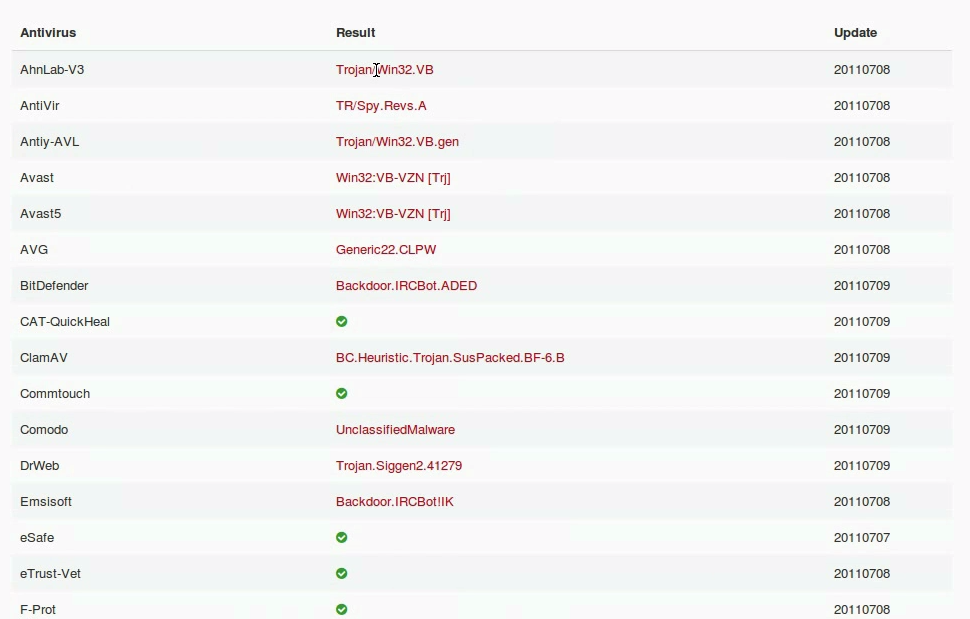 Antivirus Result Update
AhnLab-V3 Trojan/Win32.VB 20110708
AntiVir TR/Spy.Revs.A 20110708
Antiy-AVL Trojan/Win32.VB.gen 20110708
Avast Win32:VB-VZN [Trj] 20110708
Avast5 Win32:VB-VZN [Trj] 20110708
AVG Generic22.CLPW 20110708
BitDefender Backdoor.IRCBot.ADED 20110709
CAT-QuickHeal 20110709
ClamAV BC.Heuristic.Trojan.SusPacked.BF-6.B 20110709
Commtouch 20110709
Comodo UnclassifiedMalware 20110709
DrWeb Trojan.Siggen2.41279 20110709
Emsisoft Backdoor.IRCBot!IK 20110708
eSafe 20110707
eTrust-Vet 20110708
F-Prot 20110708